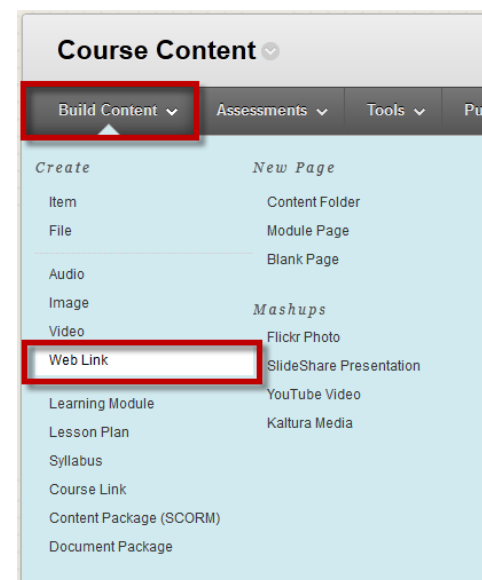 Course Content
Build Content
Assessments
Tools
Create
Item
File
Audio
Image
Video
Web Link
Learning Module
Lesson Plan
Syllabus
Course Link
Content Package (SCORM)
Document Package
New Page
Content Folder
Module Page
Blank Page
Mashups
Flickr Photo
SlideShare Presentation
YouTube Video
Kaltura Media